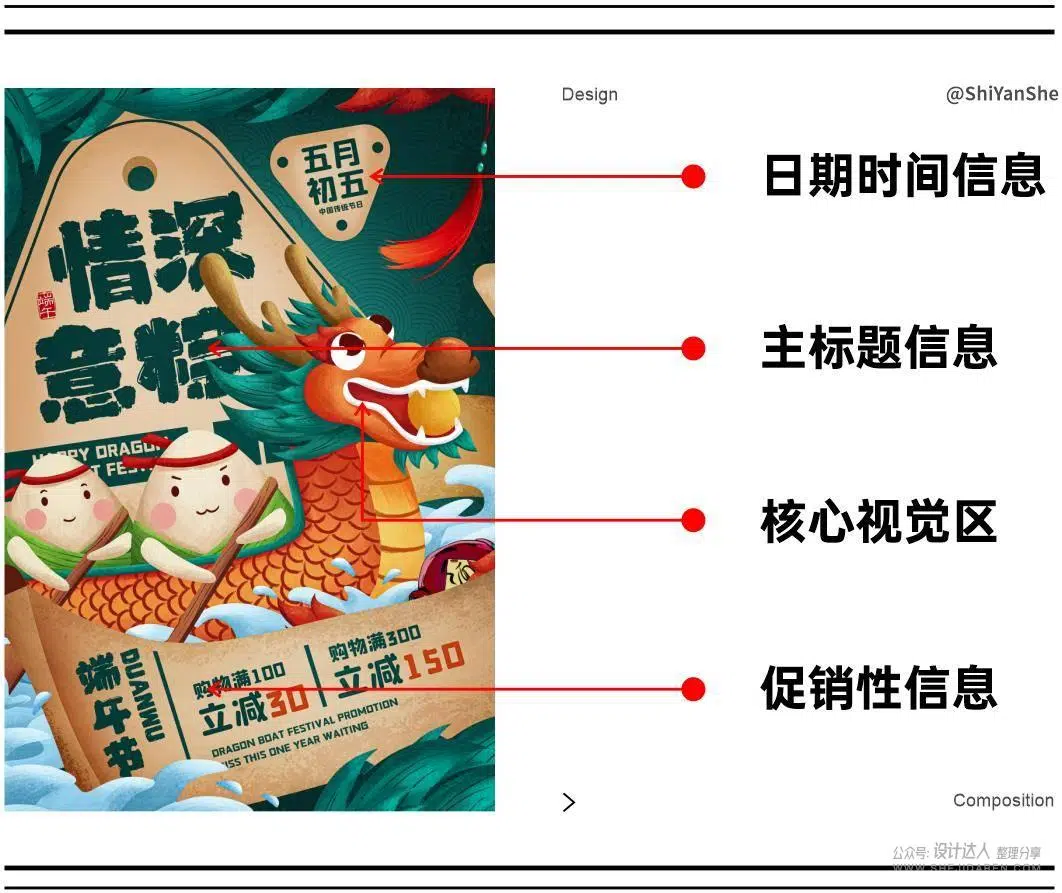 Design
@ShiYanShe
五月
初五
中国传统节日
日期时间信息
情深
意粽
端午
主标题信息
PPY DRAGON
T FEST
核心视觉区
端午节
DUANWU
购物满100
立减30
购物满300
立减150
DRAGON BOAT FESTIVAL PROMOTION
ISS THIS ONE YEAR WAITING
促销性信息
Composition
公众号: 设计达人 整理分享
WWW.SHEJIDAREN.COM